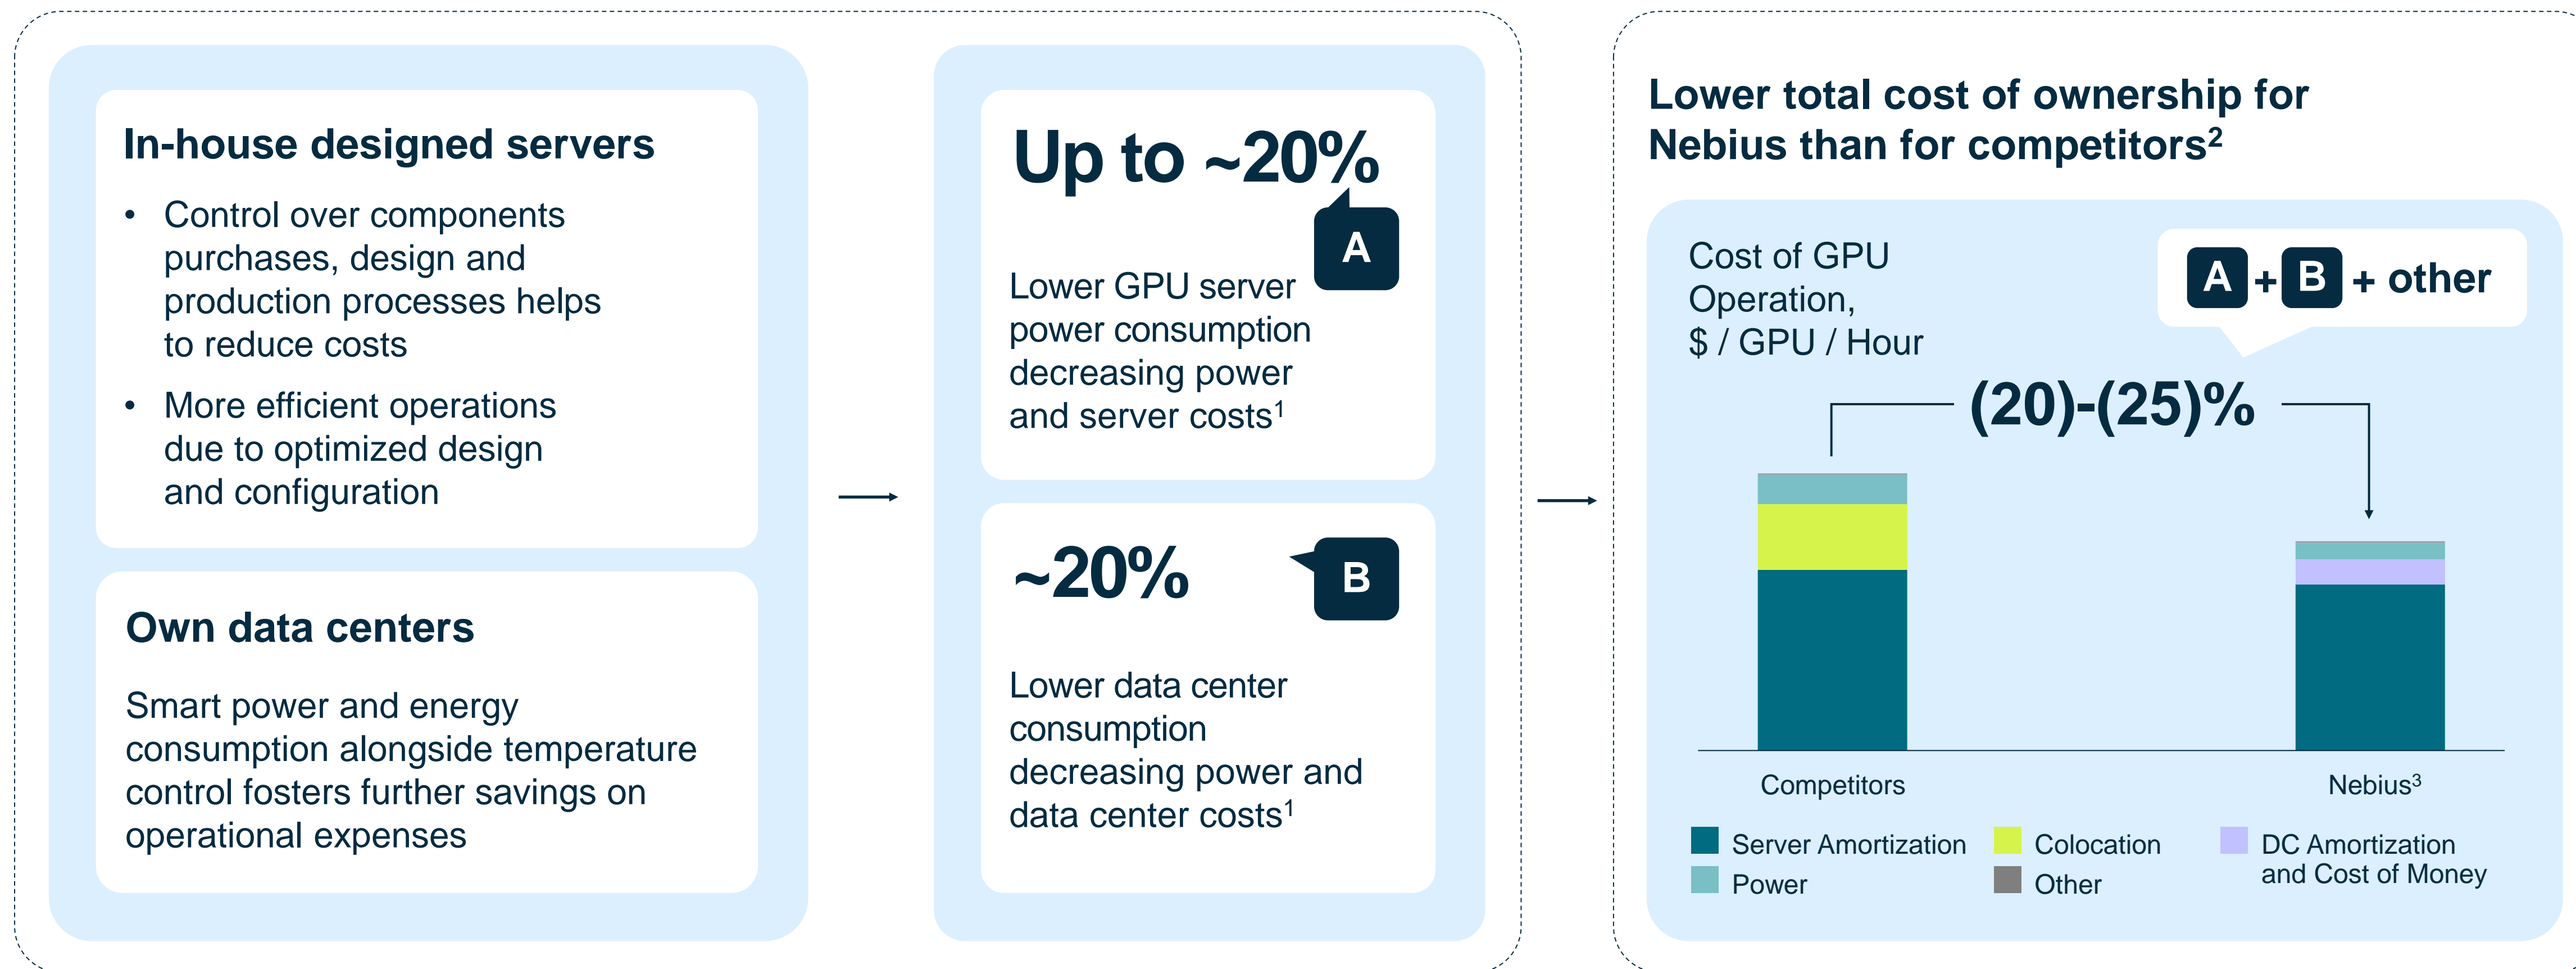 In-house designed servers
• Control over components
purchases, design and
production processes helps
to reduce costs
• More efficient operations
due to optimized design
and configuration
Own data centers
Smart power and energy
consumption alongside temperature
control fosters further savings on
operational expenses
Up to ~20%
A
Lower GPU server
power consumption
decreasing power
and server costs¹
~20%
B
Lower data center
consumption
decreasing power and
data center costs¹
Lower total cost of ownership for
Nebius than for competitors²
Cost of GPU
Operation,
$ / GPU / Hour
A + B + other
(20)-(25)%
Competitors
Nebius³
Server Amortization
Colocation
DC Amortization
and Cost of Money
Power
Other